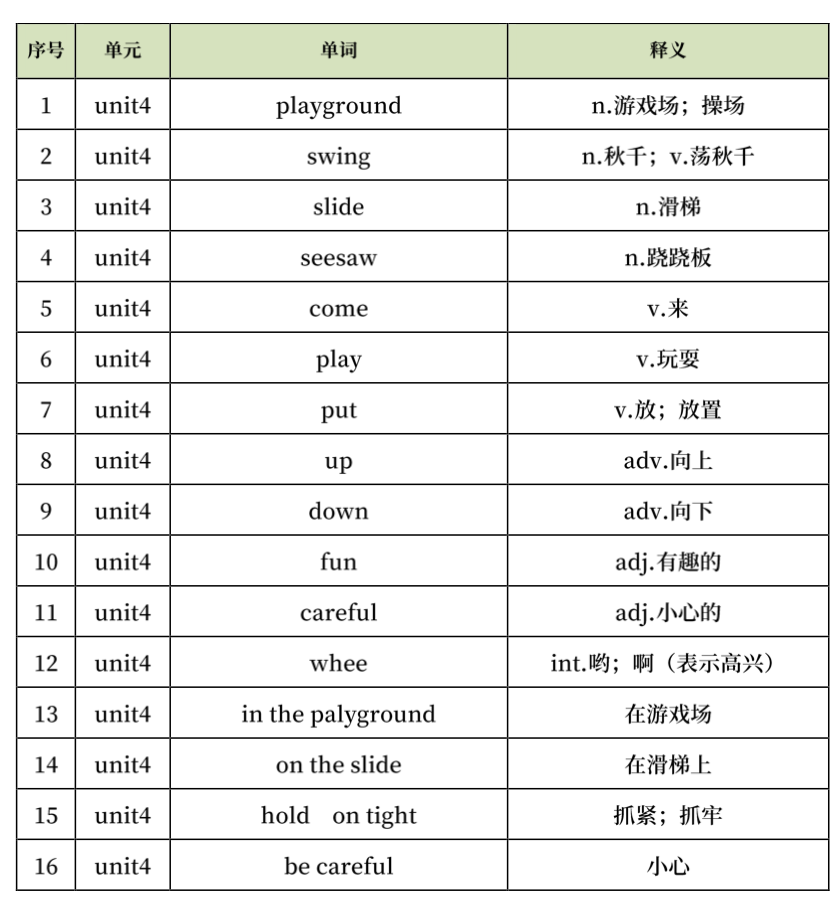 序号 单元 单词 释义
1 unit4 playground n.游戏场；操场
2 unit4 swing n.秋千；v.荡秋千
3 unit4 slide n.滑梯
4 unit4 seesaw n.跷跷板
5 unit4 come v.来
6 unit4 play v.玩耍
7 unit4 put v.放；放置
8 unit4 up adv.向上
9 unit4 down adv.向下
10 unit4 fun adj.有趣的
11 unit4 careful adj.小心的
12 unit4 whee int.哟；啊（表示高兴）
13 unit4 in the palyground 在游戏场
14 unit4 on the slide 在滑梯上
15 unit4 hold on tight 抓紧；抓牢
16 unit4 be careful 小心